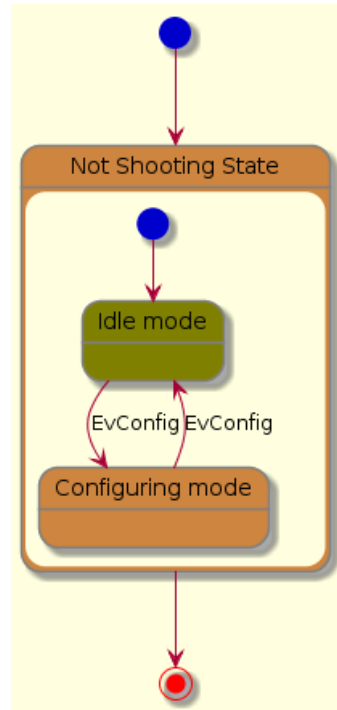 Not Shooting State
Idle mode
EvConfig EvConfig
Configuring mode